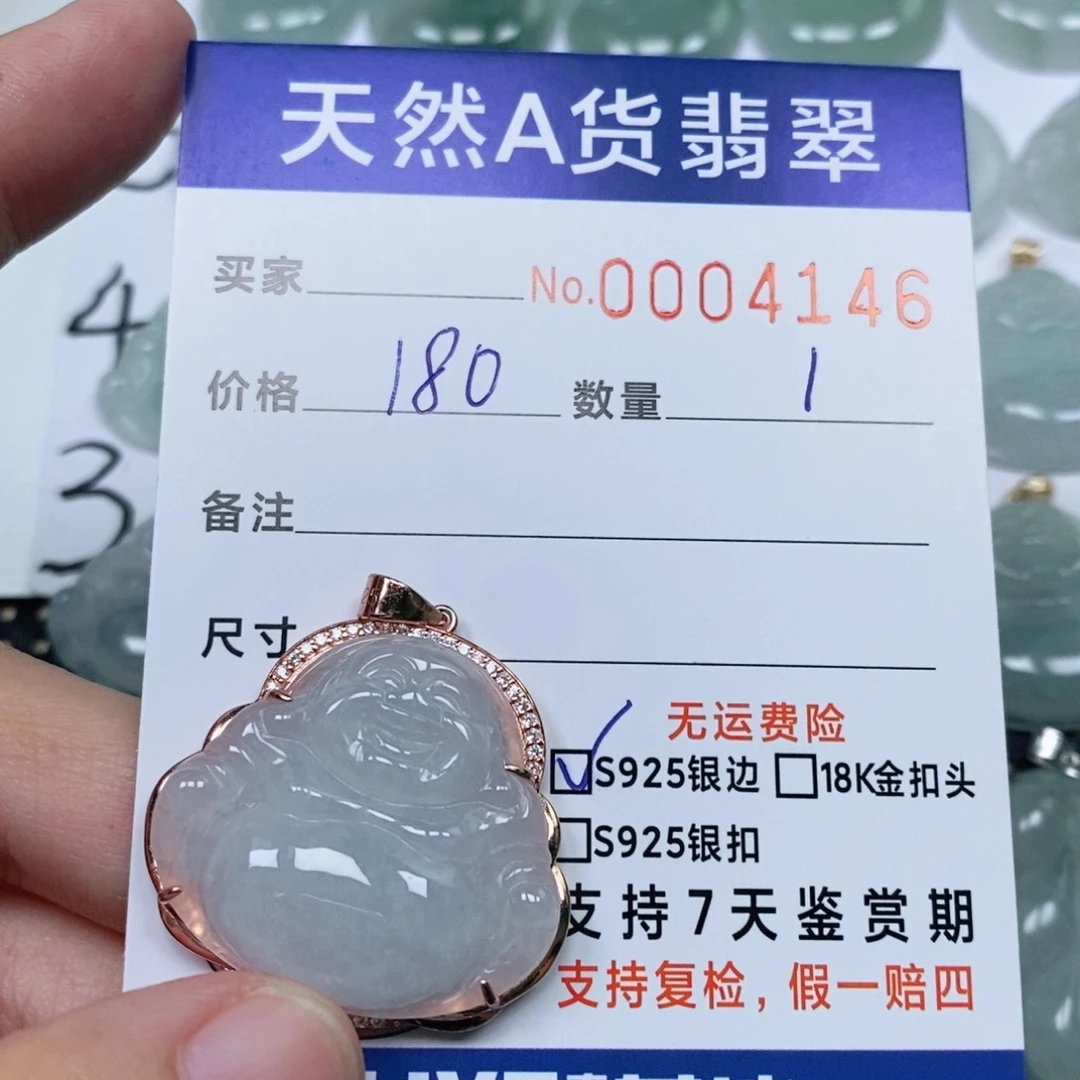 天然A货翡翠
买家 No.0004146
价格 180 数量 1
4
3
备注
尺寸
无运费险
S925银边 18K金扣头
S925银扣
支持7天鉴赏期
支持复检，假一赔四